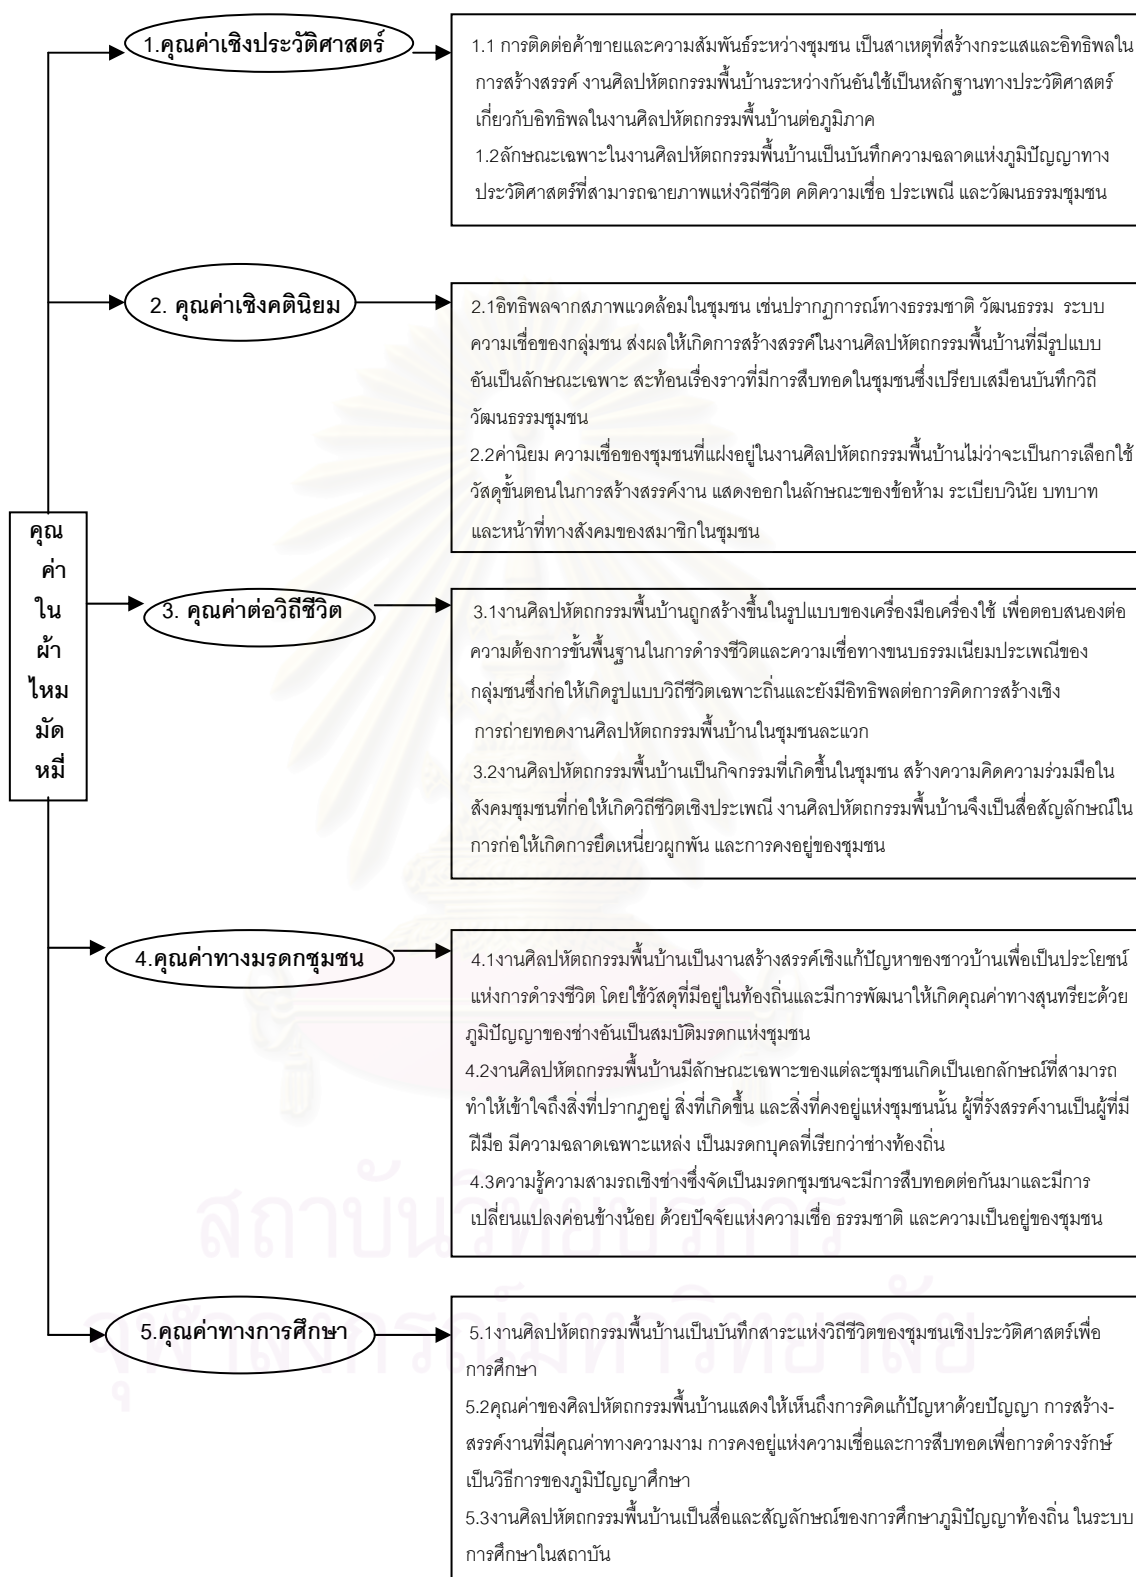 1.คุณค่าเชิงประวัติศาสตร์
1.1 การติดต่อค้าขายและความสัมพันธ์ระหว่างชุมชน เป็นสาเหตุที่สร้างกระแสและอิทธิพลใน
การสร้างสรรค์ งานศิลปหัตถกรรมพื้นบ้านระหว่างกันอันใช้เป็นหลักฐานทางประวัติศาสตร์
เกี่ยวกับอิทธิพลในงานศิลปหัตถกรรมพื้นบ้านต่อภูมิภาค
1.2ลักษณะเฉพาะในงานศิลปหัตถกรรมพื้นบ้านเป็นบันทึกความฉลาดแห่งภูมิปัญญาทาง
ประวัติศาสตร์ที่สามารถฉายภาพแห่งวิถีชีวิต คติความเชื่อ ประเพณี และวัฒนธรรมชุมชน
2. คุณค่าเชิงคตินิยม
2.1อิทธิพลจากสภาพแวดล้อมในชุมชน เช่นปรากฏการณ์ทางธรรมชาติ วัฒนธรรม ระบบ
ความเชื่อของกลุ่มชน ส่งผลให้เกิดการสร้างสรรค์ในงานศิลปหัตถกรรมพื้นบ้านที่มีรูปแบบ
อันเป็นลักษณะเฉพาะ สะท้อนเรื่องราวที่มีการสืบทอดในชุมชนซึ่งเปรียบเสมือนบันทึกวิถี
วัฒนธรรมชุมชน
2.2ค่านิยม ความเชื่อของชุมชนที่แฝงอยู่ในงานศิลปหัตถกรรมพื้นบ้านไม่ว่าจะเป็นการเลือกใช้
วัสดุขั้นตอนในการสร้างสรรค์งาน แสดงออกในลักษณะของข้อห้าม ระเบียบวินัย บทบาท
และหน้าที่ทางสังคมของสมาชิกในชุมชน
คุณ
ค่า
ใน
ผ้า
ไหม
มัด
หมี่
3. คุณค่าต่อวิถีชีวิต
3.1งานศิลปหัตถกรรมพื้นบ้านถูกสร้างขึ้นในรูปแบบของเครื่องมือเครื่องใช้ เพื่อตอบสนองต่อ
ความต้องการขั้นพื้นฐานในการดำรงชีวิตและความเชื่อทางขนบธรรมเนียมประเพณีของ
กลุ่มชนซึ่งก่อให้เกิดรูปแบบวิถีชีวิตเฉพาะถิ่นและยังมีอิทธิพลต่อการคิดการสร้างเชิง
การถ่ายทอดงานศิลปหัตถกรรมพื้นบ้านในชุมชนละแวก
3.2งานศิลปหัตถกรรมพื้นบ้านเป็นกิจกรรมที่เกิดขึ้นในชุมชน สร้างความคิดความร่วมมือใน
สังคมชุมชนที่ก่อให้เกิดวิถีชีวิตเชิงประเพณี งานศิลปหัตถกรรมพื้นบ้านจึงเป็นสื่อสัญลักษณ์ใน
การก่อให้เกิดการยึดเหนี่ยวผูกพัน และการคงอยู่ของชุมชน
4.คุณค่าทางมรดกชุมชน
4.1งานศิลปหัตถกรรมพื้นบ้านเป็นงานสร้างสรรค์เชิงแก้ปัญหาของชาวบ้านเพื่อเป็นประโยชน์
แห่งการดำรงชีวิต โดยใช้วัสดุที่มีอยู่ในท้องถิ่นและมีการพัฒนาให้เกิดคุณค่าทางสุนทรียะด้วย
ภูมิปัญญาของช่างอันเป็นสมบัติมรดกแห่งชุมชน
4.2งานศิลปหัตถกรรมพื้นบ้านมีลักษณะเฉพาะของแต่ละชุมชนเกิดเป็นเอกลักษณ์ที่สามารถ
ทำให้เข้าใจถึงสิ่งที่ปรากฏอยู่ สิ่งที่เกิดขึ้น และสิ่งที่คงอยู่แห่งชุมชนนั้น ผู้ที่รังสรรค์งานเป็นผู้ที่มี
ฝีมือ มีความฉลาดเฉพาะแหล่ง เป็นมรดกบุคลที่เรียกว่าช่างท้องถิ่น
4.3ความรู้ความสามรถเชิงช่างซึ่งจัดเป็นมรดกชุมชนจะมีการสืบทอดต่อกันมาและมีการ
เปลี่ยนแปลงค่อนข้างน้อย ด้วยปัจจัยแห่งความเชื่อ ธรรมชาติ และความเป็นอยู่ของชุมชน
สถาบันวิทยบริการ
จุฬาลงกรณ์มหาวิทยาลัย
5.คุณค่าทางการศึกษา
5.1งานศิลปหัตถกรรมพื้นบ้านเป็นบันทึกสาระแห่งวิถีชีวิตของชุมชนเชิงประวัติศาสตร์เพื่อ
การศึกษา
5.2คุณค่าของศิลปหัตถกรรมพื้นบ้านแสดงให้เห็นถึงการคิดแก้ปัญหาด้วยปัญญา การสร้าง-
สรรค์งานที่มีคุณค่าทางความงาม การคงอยู่แห่งความเชื่อและการสืบทอดเพื่อการดำรงรักษ์
เป็นวิธีการของภูมิปัญญาศึกษา
5.3งานศิลปหัตถกรรมพื้นบ้านเป็นสื่อและสัญลักษณ์ของการศึกษาภูมิปัญญาท้องถิ่น ในระบบ
การศึกษาในสถาบัน